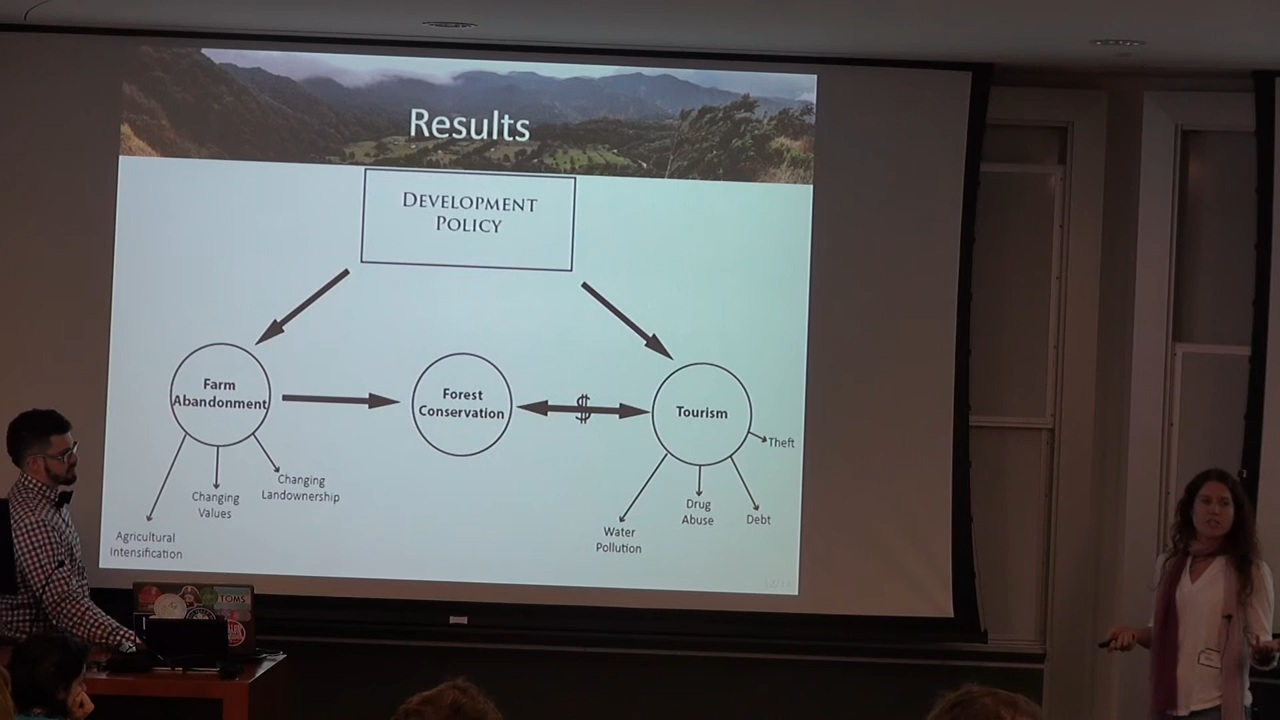 Results
DEVELOPMENT
POLICY
Farm
Abandonment
Forest
Conservation
$
Tourism
Theft
Changing
Landownership
Changing
Values
Agricultural
Intensification
Drug
Abuse
Debt
Water
Pollution
TOMS